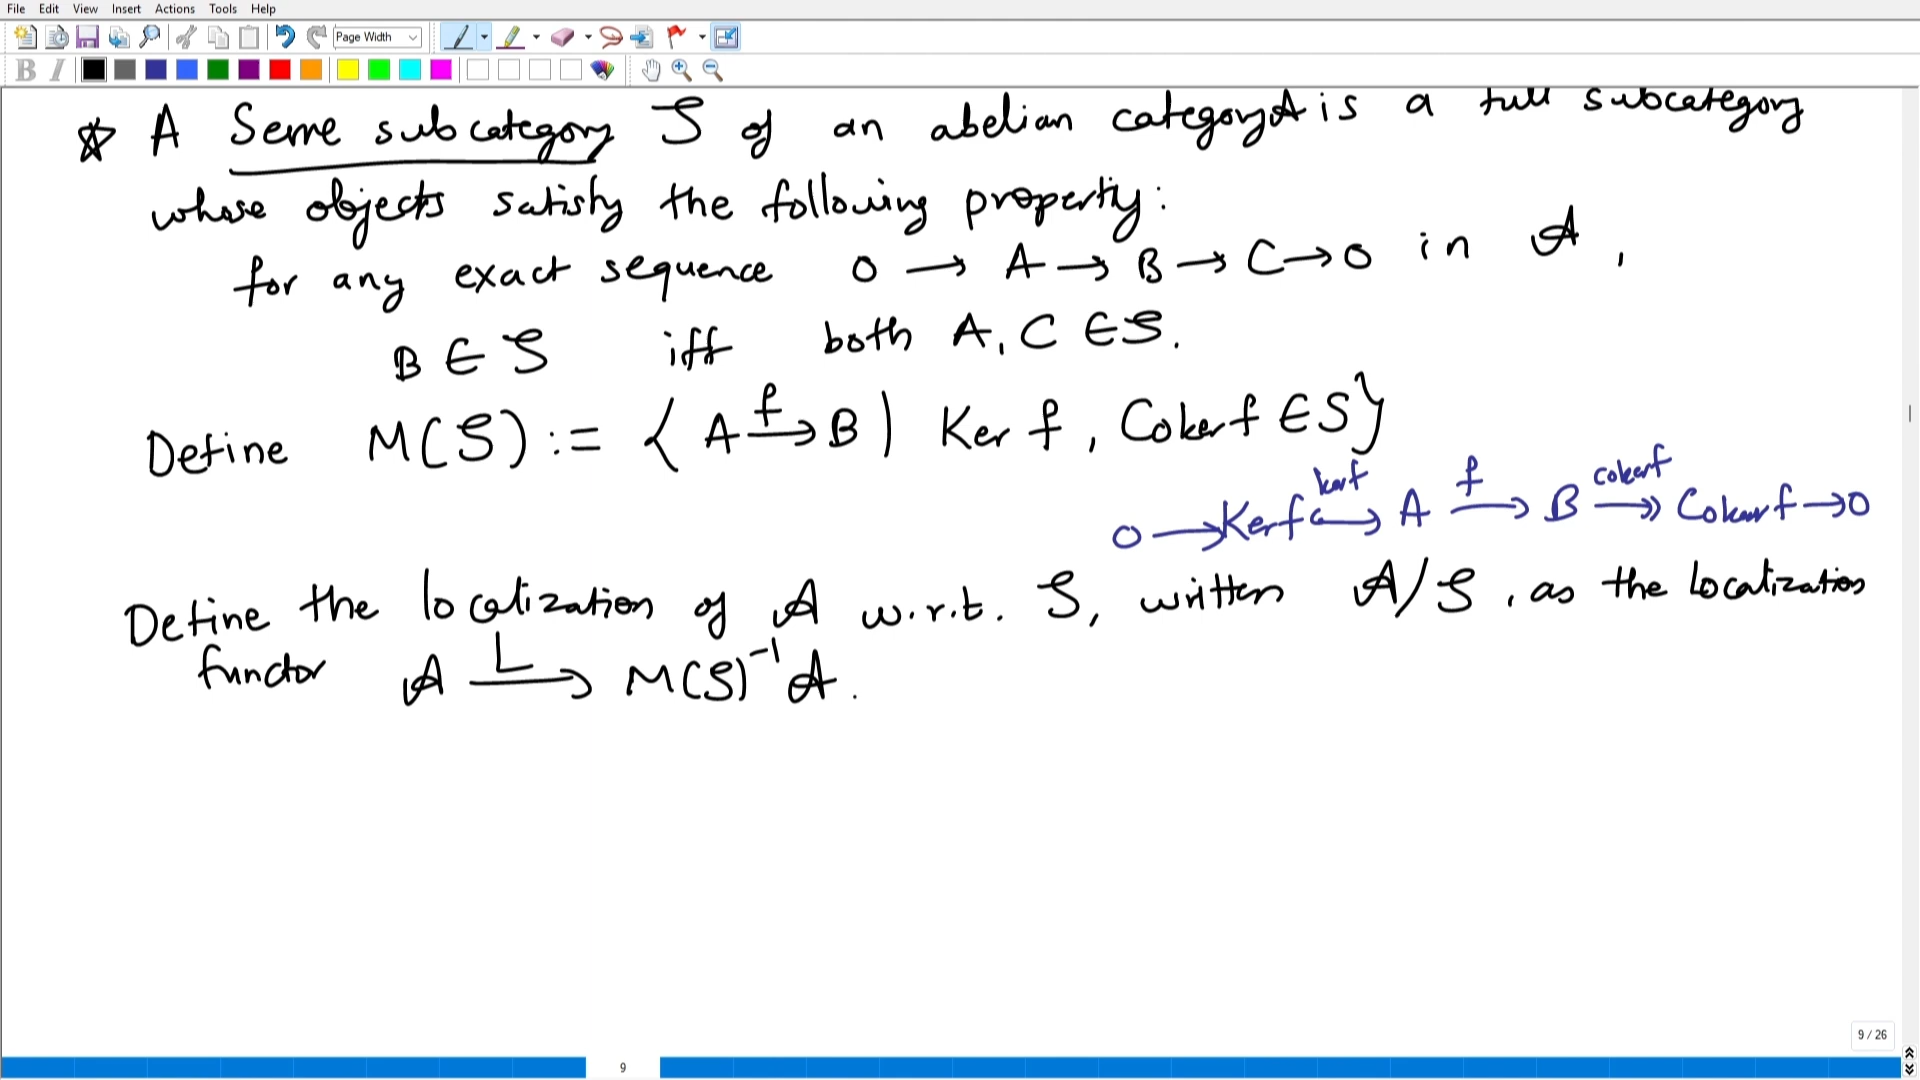 File Edit View Insert Actions Tools Help
Page Width
B I
☆ A Serre subcategory S of an abelian category A is a full subcategory
whose objects satisfy the following property:
for any exact sequence 0 → A → B → C → 0 in A,
B ∈ S iff both A, C ∈ S.
Define M(S) := { A →f B | Ker f, Coker f ∈ S }
0 → Ker f ↪ker f A →f B ↠coker f Coker f → 0
Define the localization of A w.r.t. S, written A/S, as the localization
functor A →L M(S)⁻¹A.
9 / 26
9